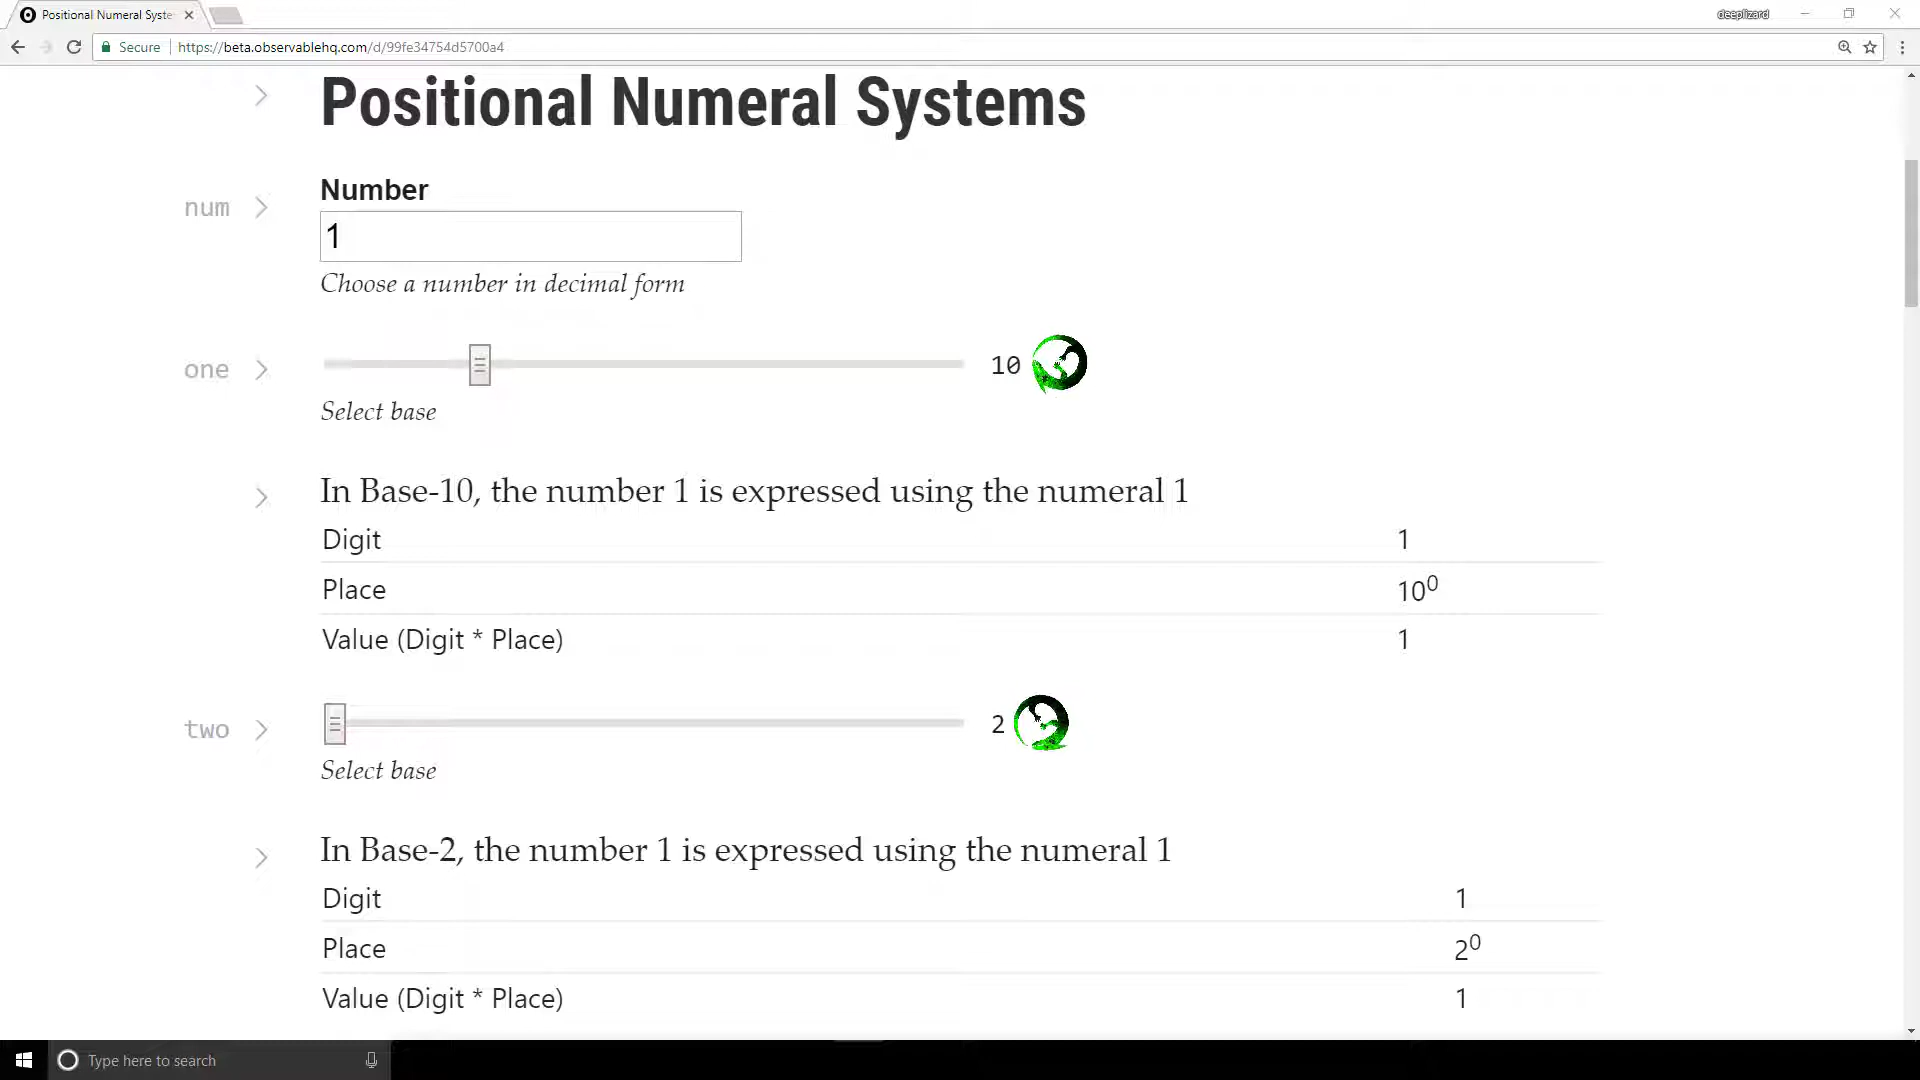 Positional Numeral Syste
deeplizard
Secure
https://beta.observablehq.com/d/99fe34754d5700a4
Positional Numeral Systems
Number
num
1
Choose a number in decimal form
one
10
Select base
In Base-10, the number 1 is expressed using the numeral 1
Digit 1
Place 10⁰
Value (Digit * Place) 1
two
2
Select base
In Base-2, the number 1 is expressed using the numeral 1
Digit 1
Place 2⁰
Value (Digit * Place) 1
Type here to search